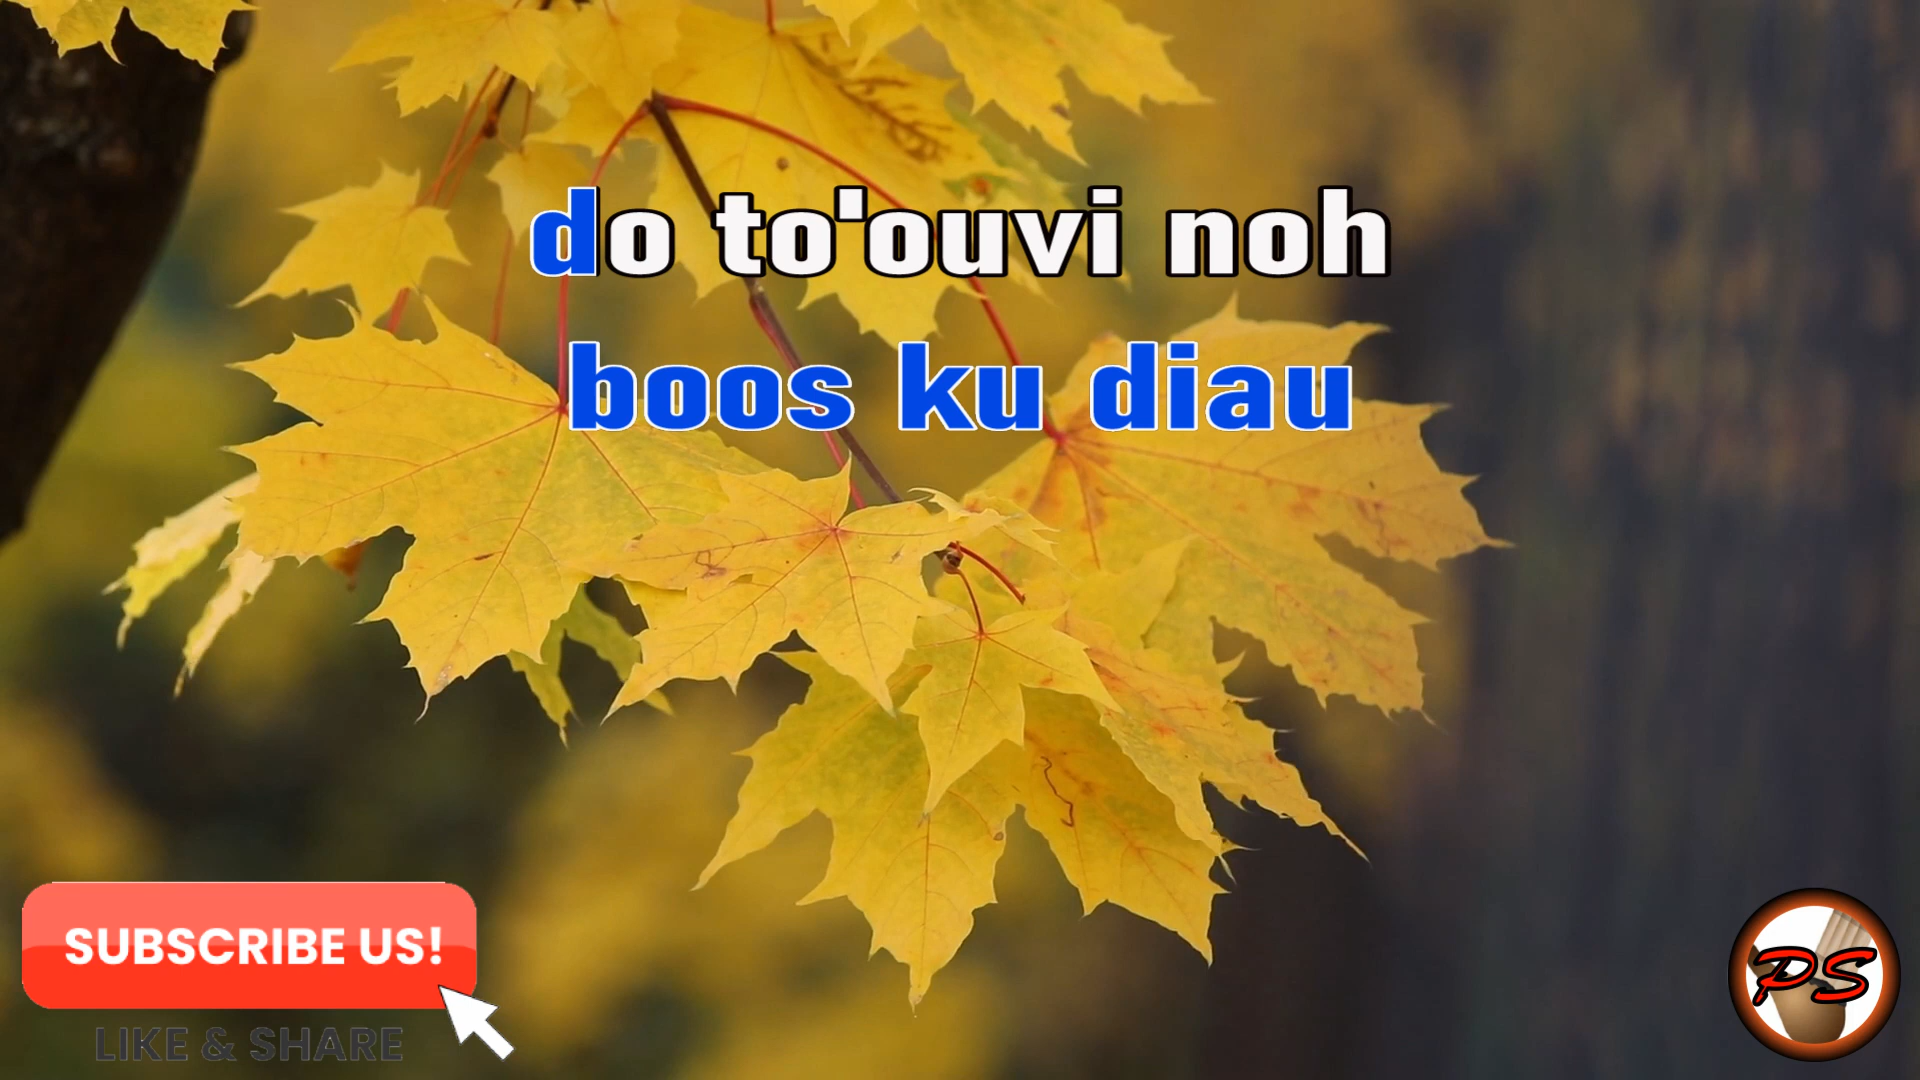 do to'ouvi noh
boos ku diau
SUBSCRIBE US!
LIKE & SHARE
PS